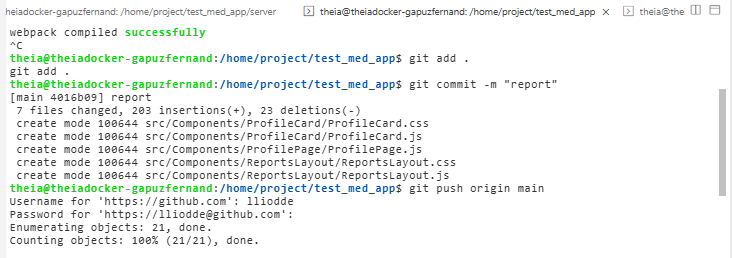 heiadocker-gapuzfernand: /home/project/test_med_app/server theia@theiadocker-gapuzfernand: /home/project/test_med_app theia@thei
webpack compiled successfully
^C
theia@theiadocker-gapuzfernand:/home/project/test_med_app$ git add .
git add .
theia@theiadocker-gapuzfernand:/home/project/test_med_app$ git commit -m "report"
[main 4016b09] report
7 files changed, 203 insertions(+), 23 deletions(-)
create mode 100644 src/Components/ProfileCard/ProfileCard.css
create mode 100644 src/Components/ProfileCard/ProfileCard.js
create mode 100644 src/Components/ProfilePage/ProfilePage.js
create mode 100644 src/Components/ReportsLayout/ReportsLayout.css
create mode 100644 src/Components/ReportsLayout/ReportsLayout.js
theia@theiadocker-gapuzfernand:/home/project/test_med_app$ git push origin main
Username for 'https://github.com': lliodde
Password for 'https://lliodde@github.com':
Enumerating objects: 21, done.
Counting objects: 100% (21/21), done.